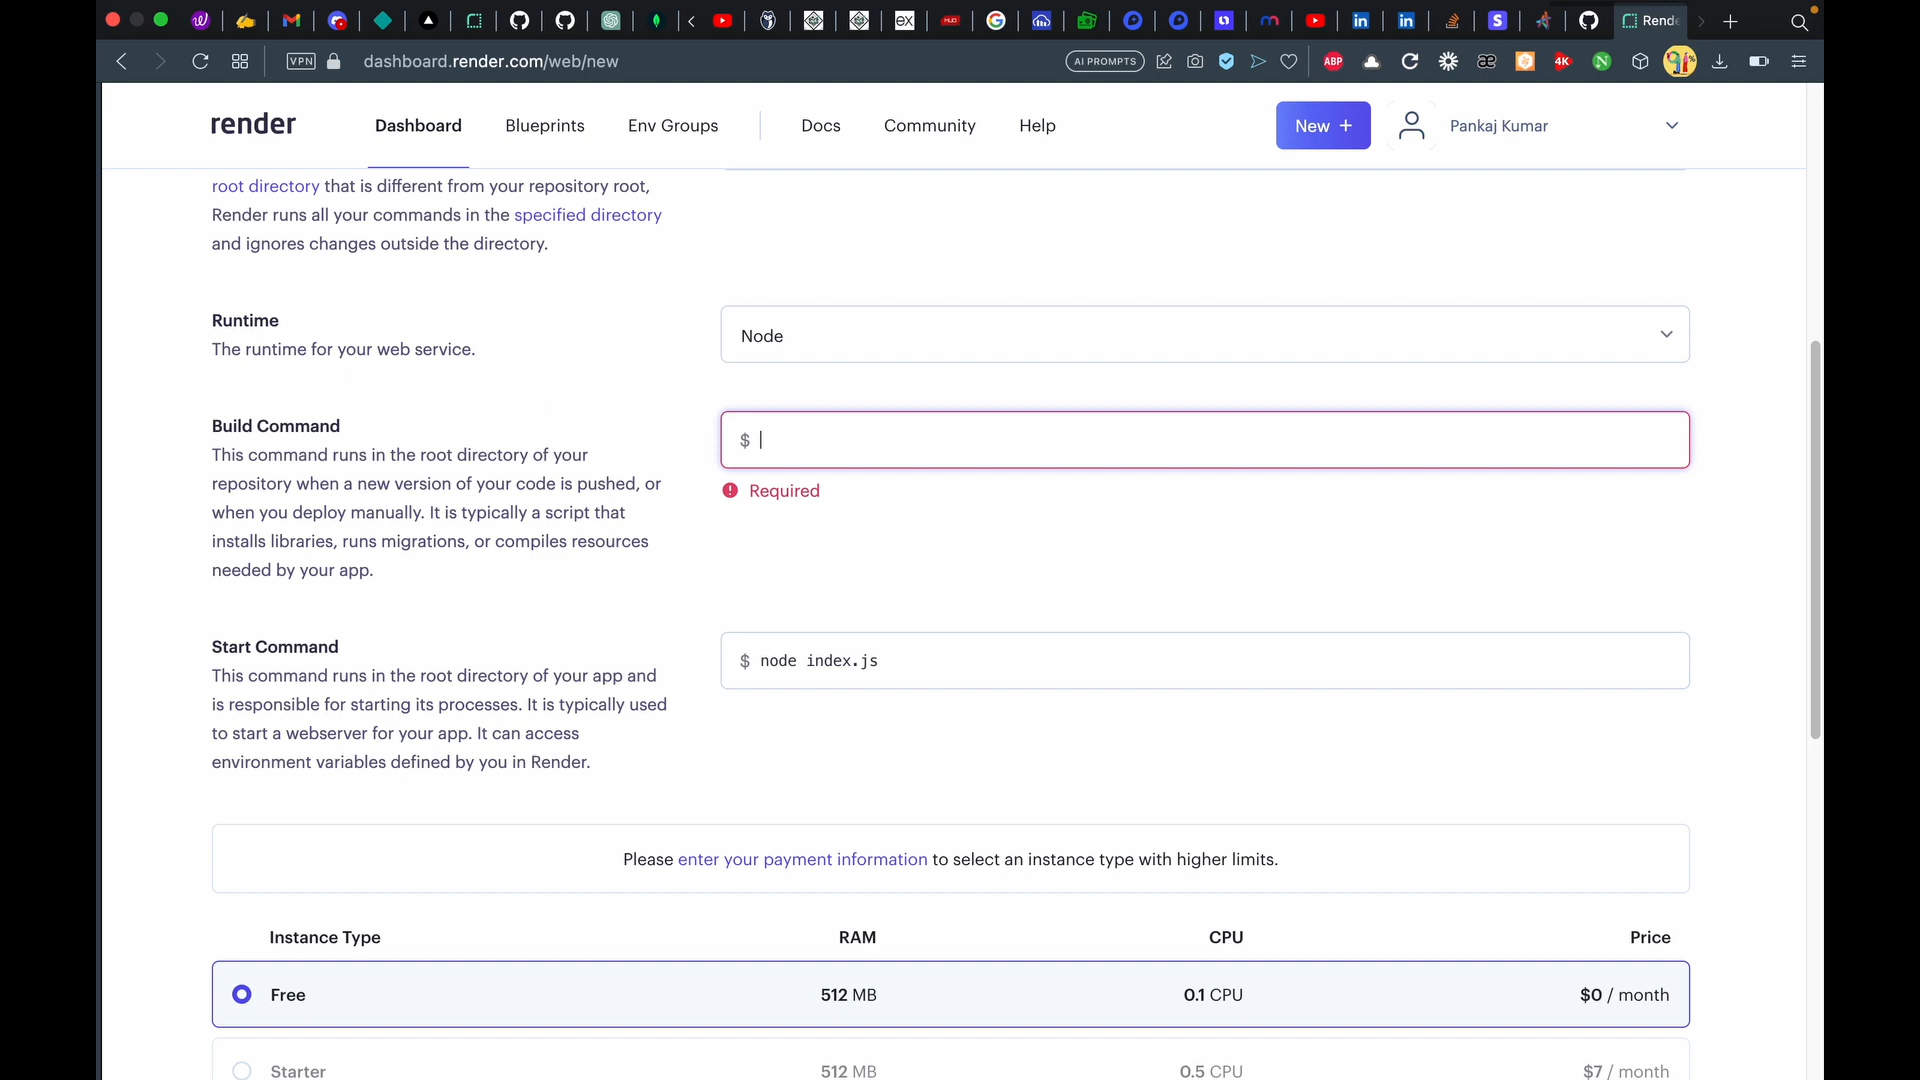 EX
Rende
VPN
dashboard.render.com/web/new
AI PROMPTS
ABP
æ
4K
N
render
Dashboard
Blueprints
Env Groups
Docs
Community
Help
New +
Pankaj Kumar
root directory that is different from your repository root,
Render runs all your commands in the specified directory
and ignores changes outside the directory.
Runtime
The runtime for your web service.
Node
Build Command
This command runs in the root directory of your
repository when a new version of your code is pushed, or
when you deploy manually. It is typically a script that
installs libraries, runs migrations, or compiles resources
needed by your app.
$
Required
Start Command
This command runs in the root directory of your app and
is responsible for starting its processes. It is typically used
to start a webserver for your app. It can access
environment variables defined by you in Render.
$ node index.js
Please enter your payment information to select an instance type with higher limits.
Instance Type RAM CPU Price
Free 512 MB 0.1 CPU $0 / month
Starter 512 MB 0.5 CPU $7 / month